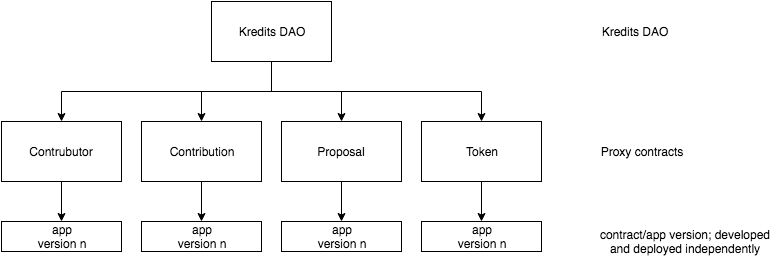 Kredits DAO
Kredits DAO
Contrubutor
Contribution
Proposal
Token
Proxy contracts
app
version n
app
version n
app
version n
app
version n
contract/app version; developed
and deployed independently